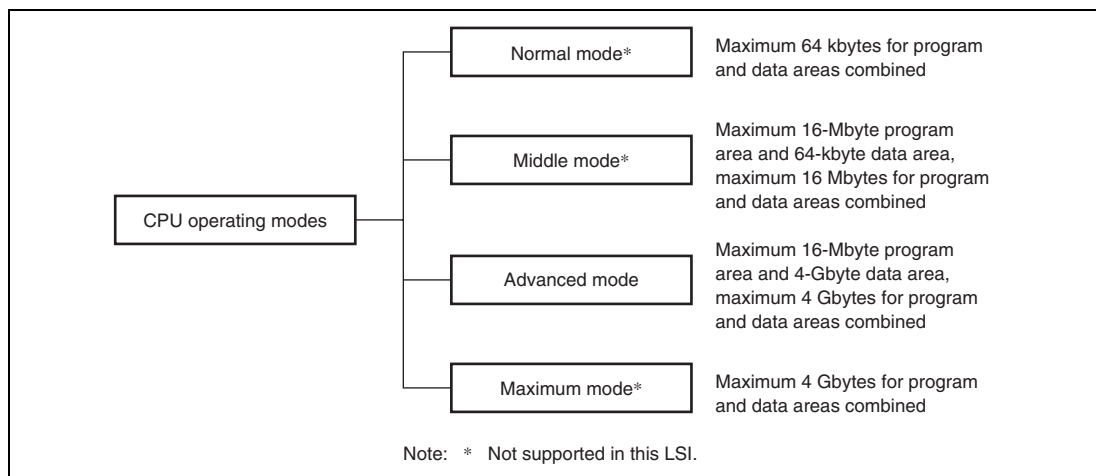 Normal mode*
Maximum 64 kbytes for program
and data areas combined
Middle mode*
Maximum 16-Mbyte program
area and 64-kbyte data area,
maximum 16 Mbytes for program
and data areas combined
CPU operating modes
Advanced mode
Maximum 16-Mbyte program
area and 4-Gbyte data area,
maximum 4 Gbytes for program
and data areas combined
Maximum mode*
Maximum 4 Gbytes for program
and data areas combined
Note: * Not supported in this LSI.